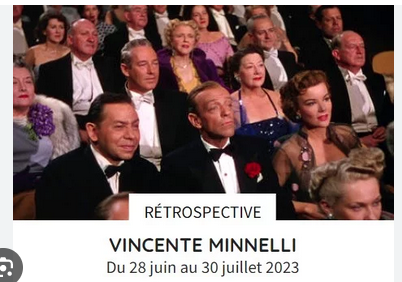 RÉTROSPECTIVE
VINCENTE MINNELLI
Du 28 juin au 30 juillet 2023